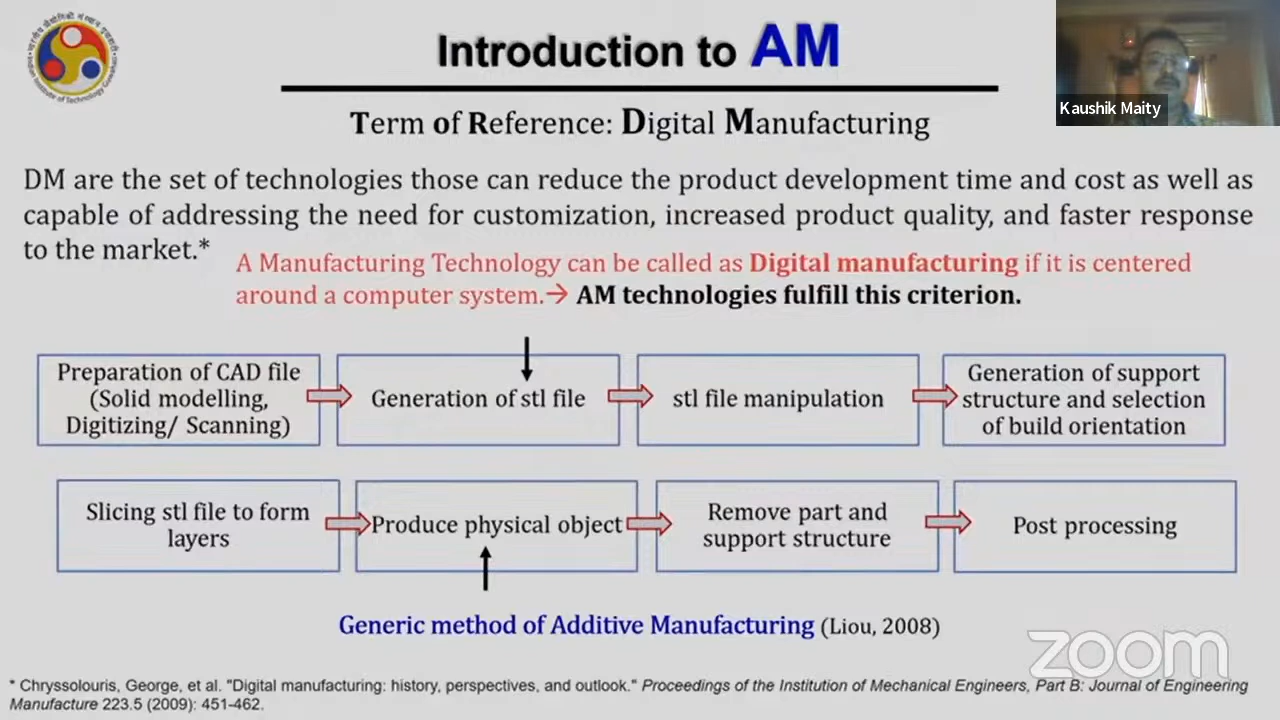 Introduction to AM
Kaushik Maity
Term of Reference: Digital Manufacturing
DM are the set of technologies those can reduce the product development time and cost as well as
capable of addressing the need for customization, increased product quality, and faster response
to the market.*
A Manufacturing Technology can be called as Digital manufacturing if it is centered
around a computer system.→ AM technologies fulfill this criterion.
Preparation of CAD file
(Solid modelling,
Digitizing/ Scanning)
Generation of stl file
stl file manipulation
Generation of support
structure and selection
of build orientation
Slicing stl file to form
layers
Produce physical object
Remove part and
support structure
Post processing
Generic method of Additive Manufacturing (Liou, 2008)
zoom
* Chryssolouris, George, et al. "Digital manufacturing: history, perspectives, and outlook." Proceedings of the Institution of Mechanical Engineers, Part B: Journal of Engineering
Manufacture 223.5 (2009): 451-462.